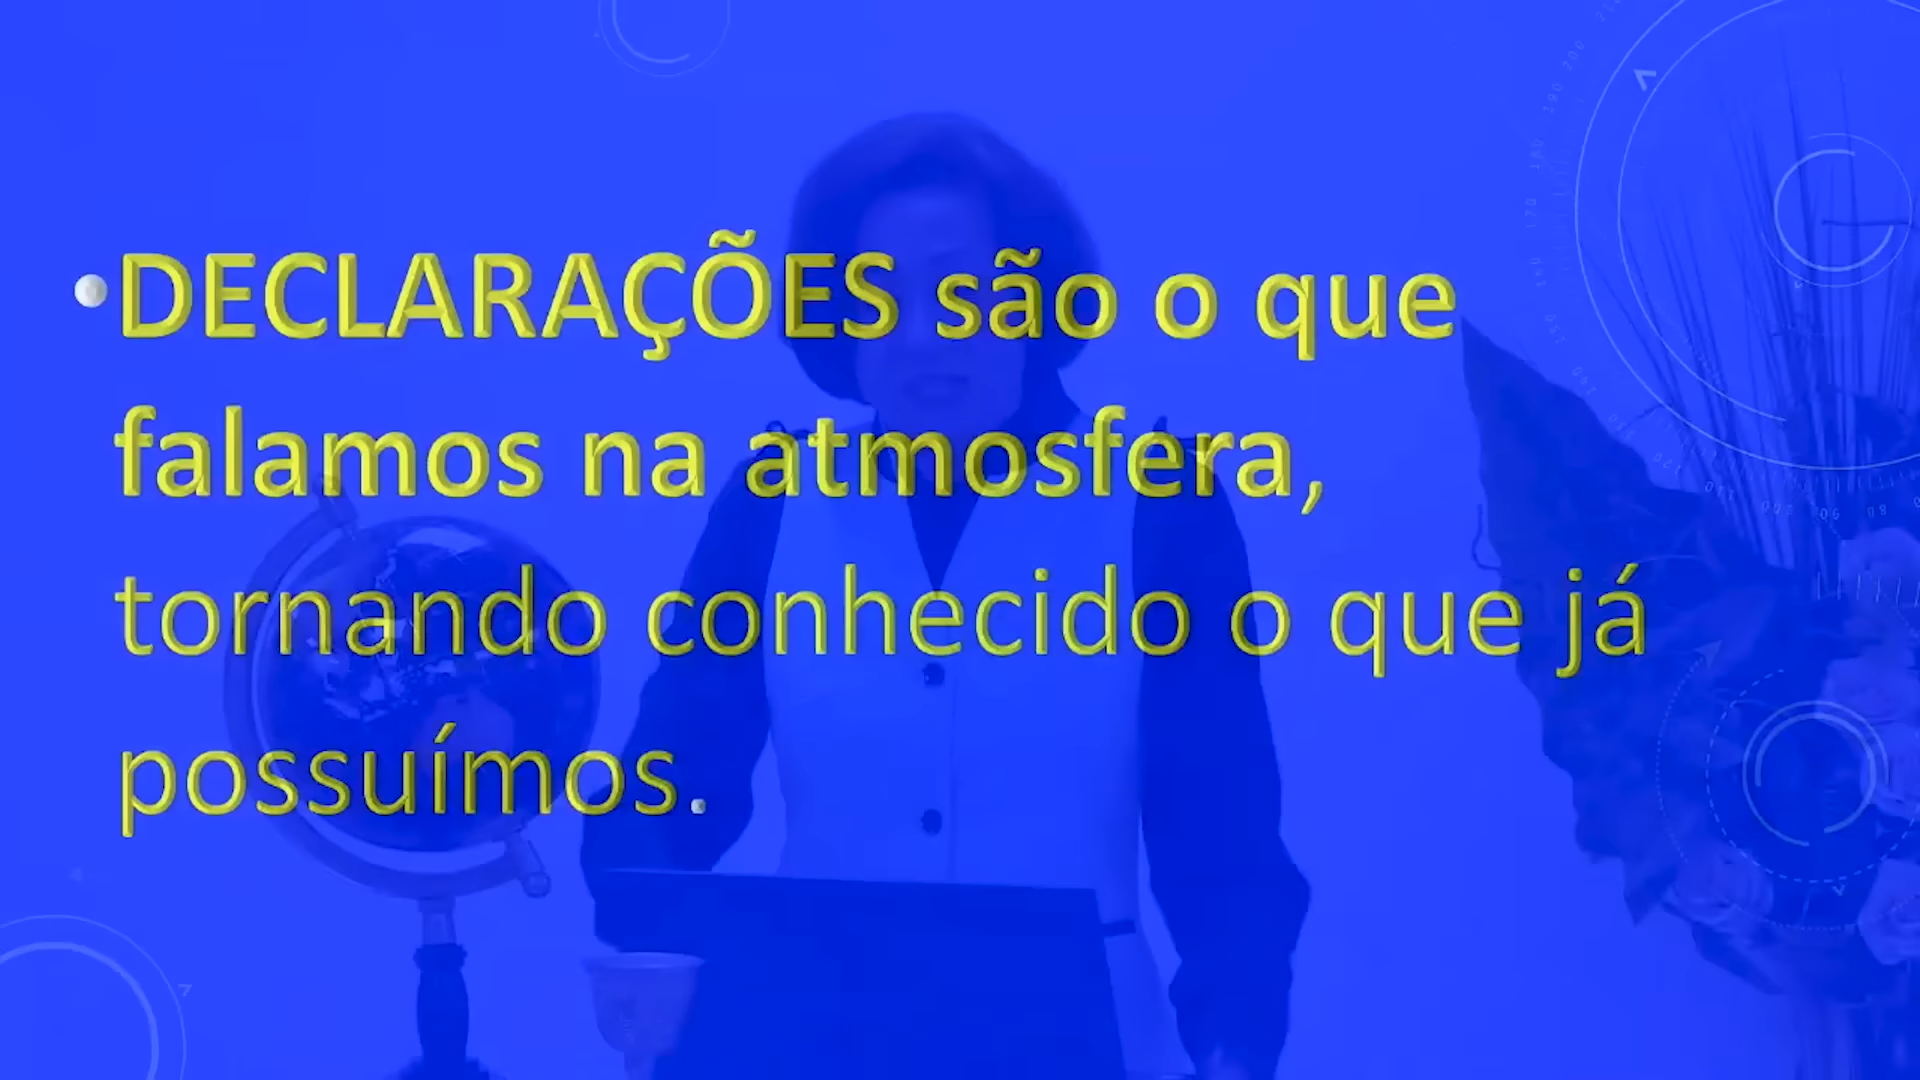 • DECLARAÇÕES são o que
falamos na atmosfera,
tornando conhecido o que já
possuímos.